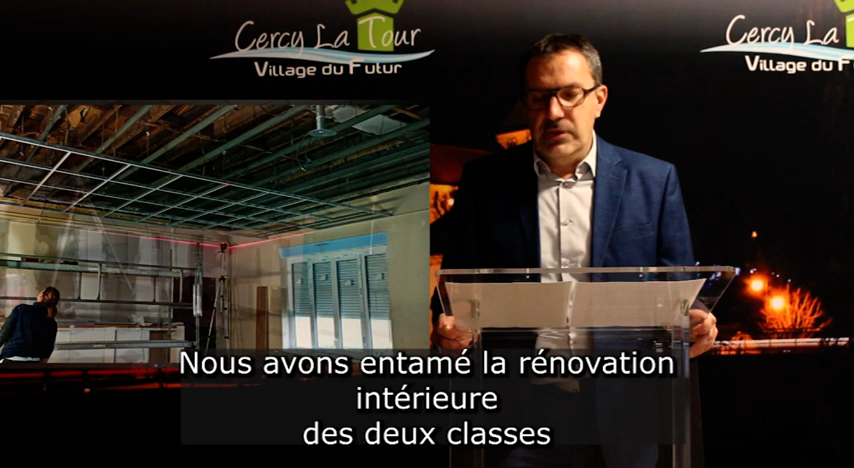 Cercy La Tour
Village du Futur
Cercy La Tour
Village du F
Nous avons entamé la rénovation
intérieure
des deux classes